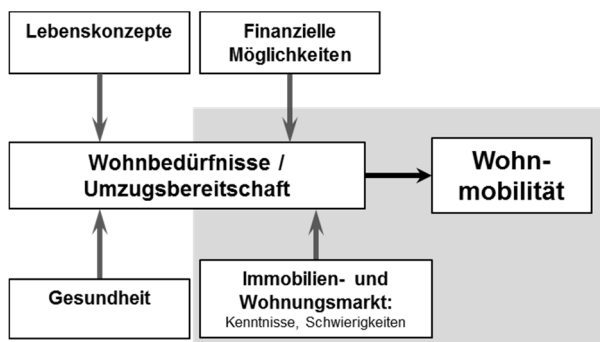 Lebenskonzepte
Finanzielle
Möglichkeiten
Wohnbedürfnisse /
Umzugsbereitschaft
Wohn-
mobilität
Gesundheit
Immobilien- und
Wohnungsmarkt:
Kenntnisse, Schwierigkeiten